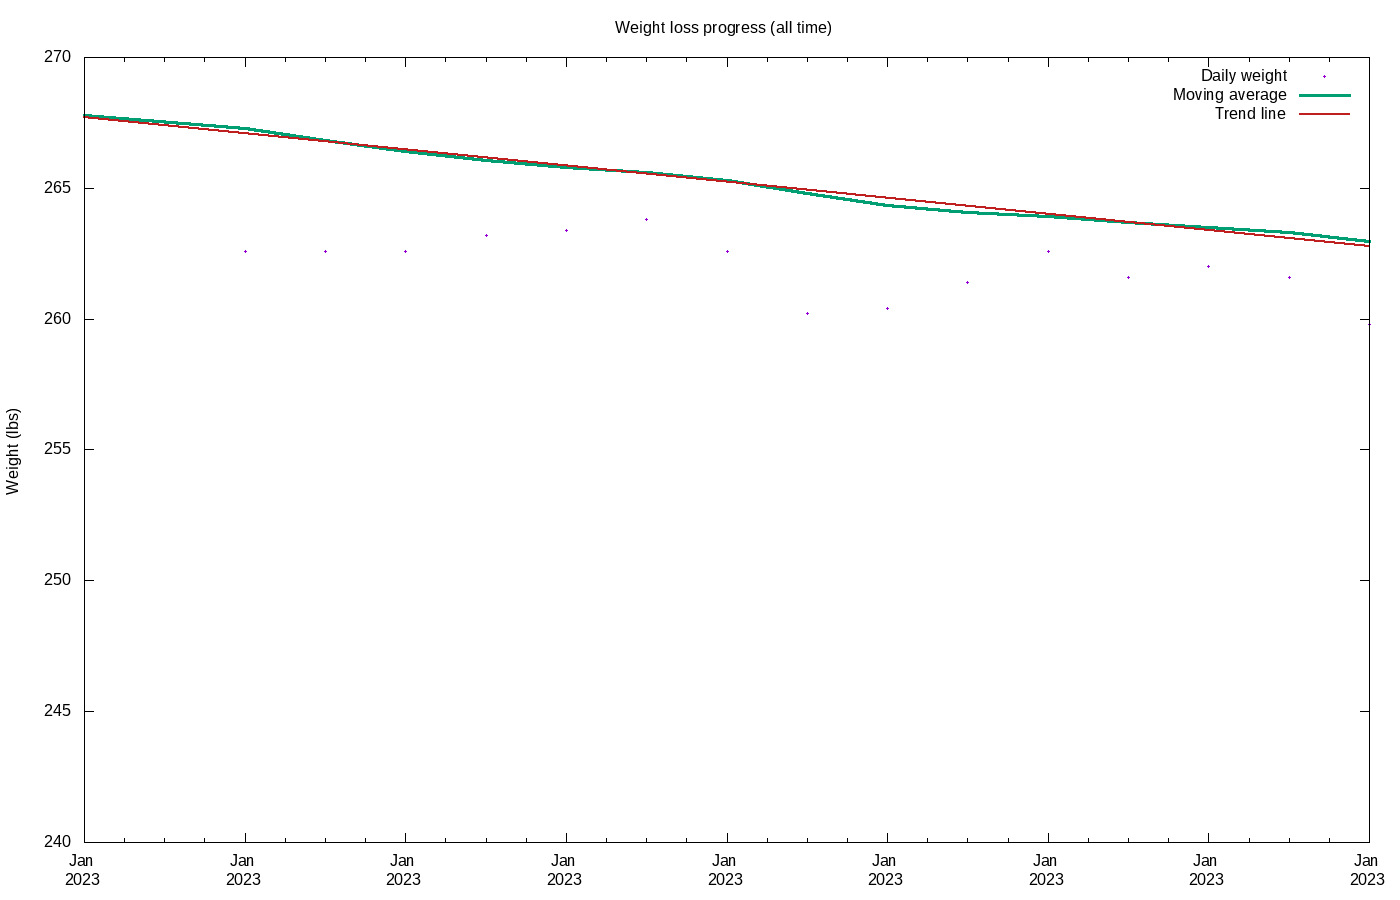 Weight loss progress (all time)
270
265
260
255
250
245
240
Weight (lbs)
Daily weight
Moving average
Trend line
Jan Jan Jan Jan Jan Jan Jan Jan Jan
2023 2023 2023 2023 2023 2023 2023 2023 2023